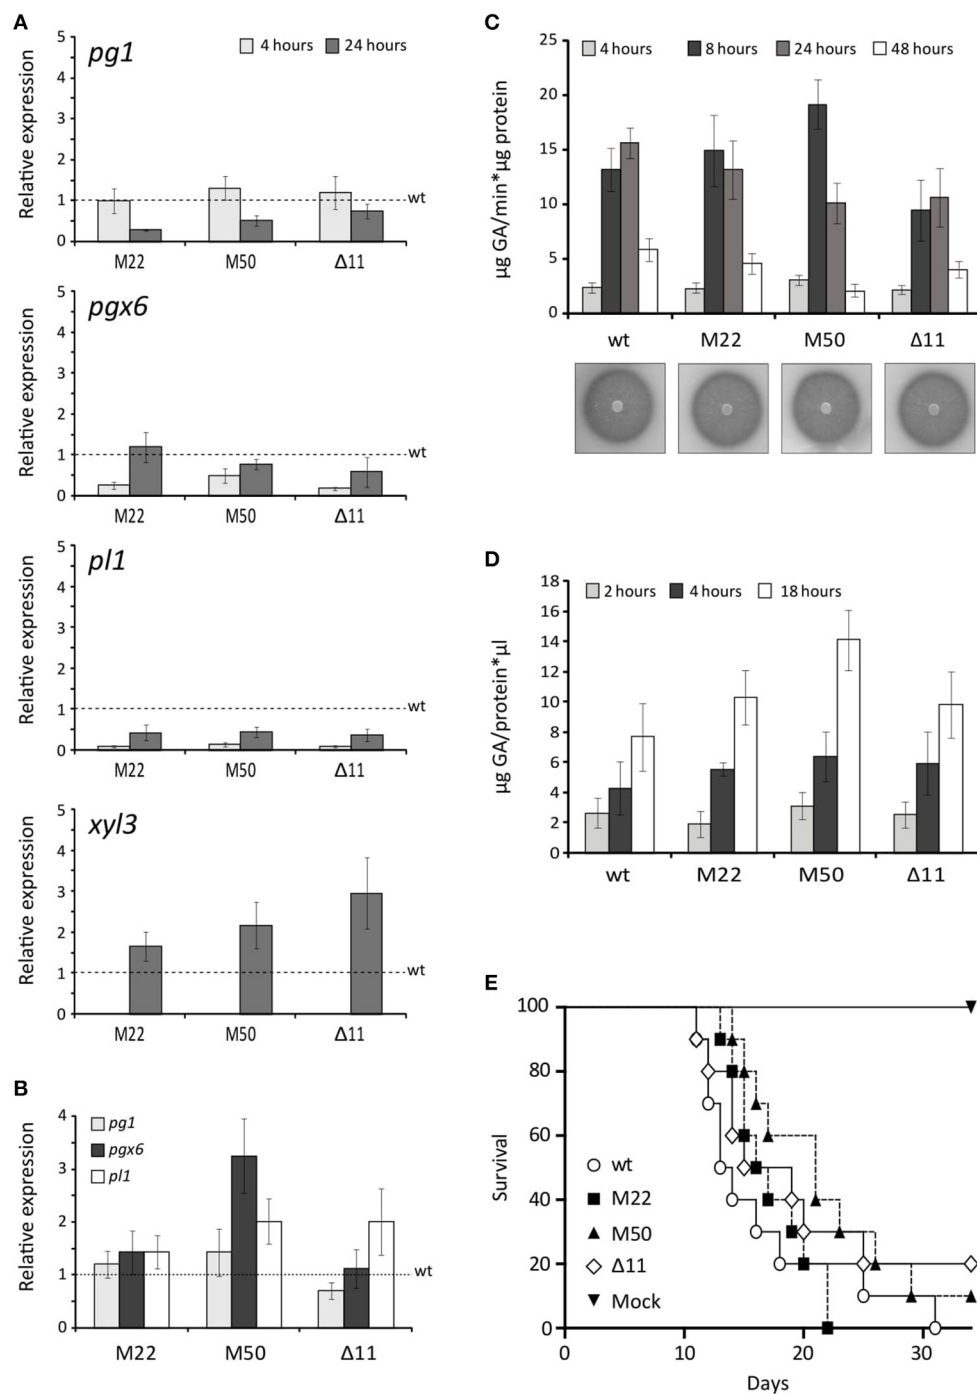 A
Relative expression
pg1
4 hours
24 hours
5
4
3
2
1
0
wt
M22
M50
Δ11
Relative expression
pgx6
5
4
3
2
1
0
wt
M22
M50
Δ11
Relative expression
pl1
5
4
3
2
1
0
wt
M22
M50
Δ11
Relative expression
xyl3
5
4
3
2
1
0
wt
M22
M50
Δ11
B
Relative expression
pg1
pgx6
pl1
4
3
2
1
0
wt
M22
M50
Δ11
C
µg GA/min*µg protein
4 hours
8 hours
24 hours
48 hours
25
20
15
10
5
0
wt
M22
M50
Δ11
D
µg GA/protein*µl
2 hours
4 hours
18 hours
18
16
14
12
10
8
6
4
2
0
wt
M22
M50
Δ11
E
Survival
100
80
60
40
20
0
wt
M22
M50
Δ11
Mock
0
10
20
30
Days